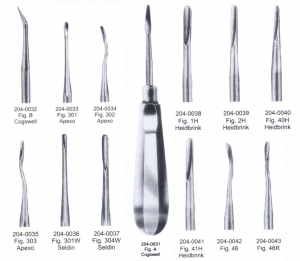 204-0032
Fig. B
Cogswell
204-0033
Fig. 301
Apexo
204-0034
Fig. 302
Apexo
204-0038
Fig. 1H
Heidbrink
204-0039
Fig. 2H
Heidbrink
204-0040
Fig. 40H
Heidbrink
204-0035
Fig. 303
Apexo
204-0036
Fig. 301W
Seldin
204-0037
Fig. 304W
Seldin
204-0031
Fig. A
Cogswell
204-0041
Fig. 41H
Heidbrink
204-0042
Fig. 46
204-0043
Fig. 46R